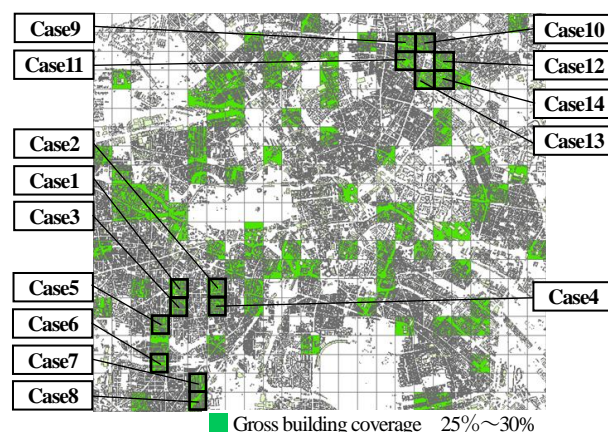 Case9
Case10
Case11
Case12
Case14
Case13
Case2
Case1
Case3
Case5
Case4
Case6
Case7
Case8
Gross building coverage 25%～30%